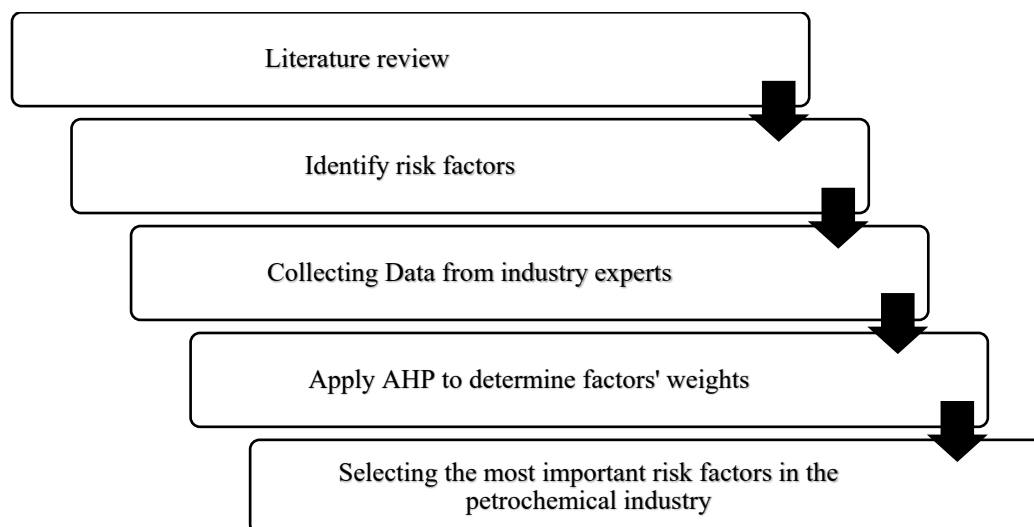 Literature review
Identify risk factors
Collecting Data from industry experts
Apply AHP to determine factors' weights
Selecting the most important risk factors in the
petrochemical industry